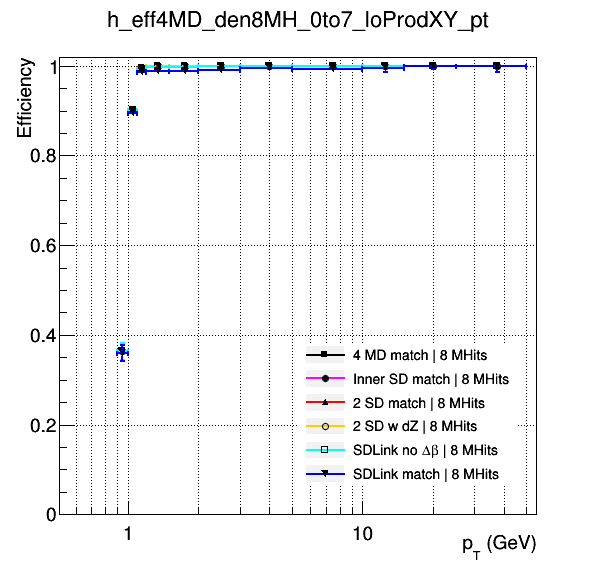 h_eff4MD_den8MH_0to7_loProdXY_pt
Efficiency
1
0.8
0.6
0.4
0.2
0
4 MD match | 8 MHits
Inner SD match | 8 MHits
2 SD match | 8 MHits
2 SD w dZ | 8 MHits
SDLink no Δβ | 8 MHits
SDLink match | 8 MHits
1
10
p_T (GeV)